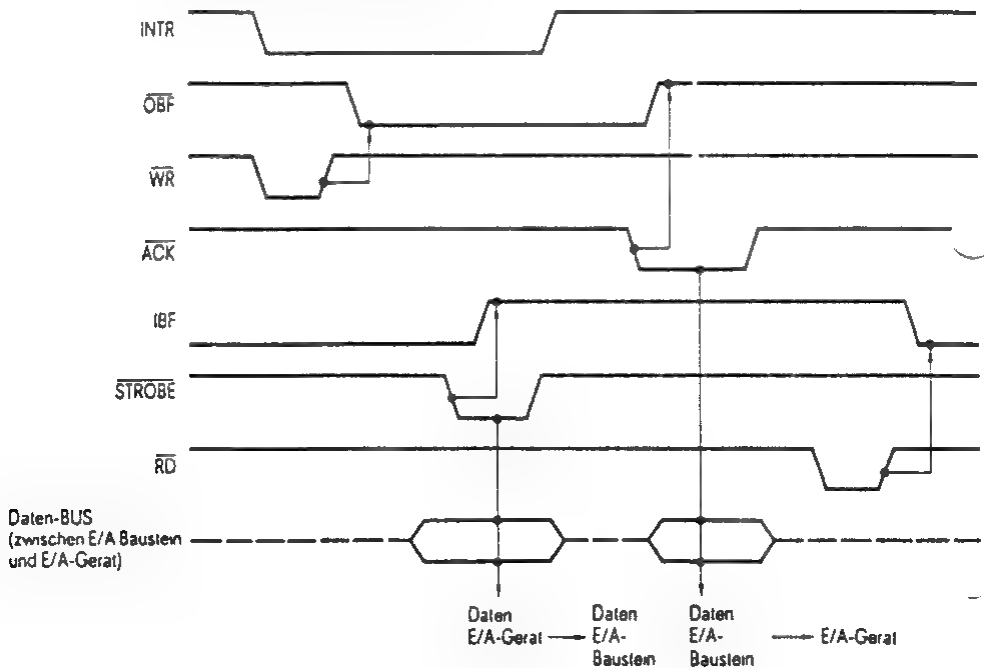 INTR
OBF
WR
ACK
IBF
STROBE
RD
Daten-BUS
(zwischen E/A Baustein
und E/A-Gerat)
Daten
E/A-Gerat
Daten
E/A-
Baustein
Daten
E/A-
Baustein
E/A-Gerat